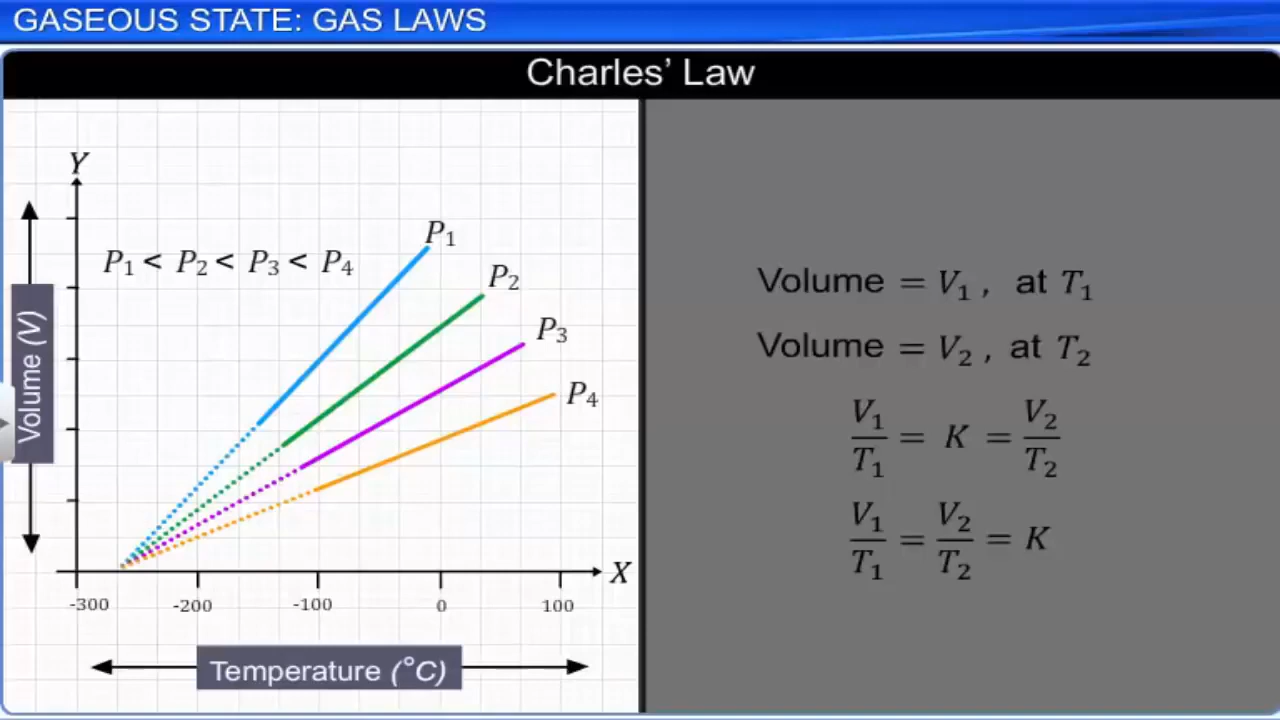 GASEOUS STATE: GAS LAWS
Charles’ Law
Y
P₁ < P₂ < P₃ < P₄
P₁
P₂
P₃
P₄
Volume (V)
X
-300 -200 -100 0 100
Temperature (°C)
Volume = V₁ , at T₁
Volume = V₂ , at T₂
V₁/T₁ = K = V₂/T₂
V₁/T₁ = V₂/T₂ = K